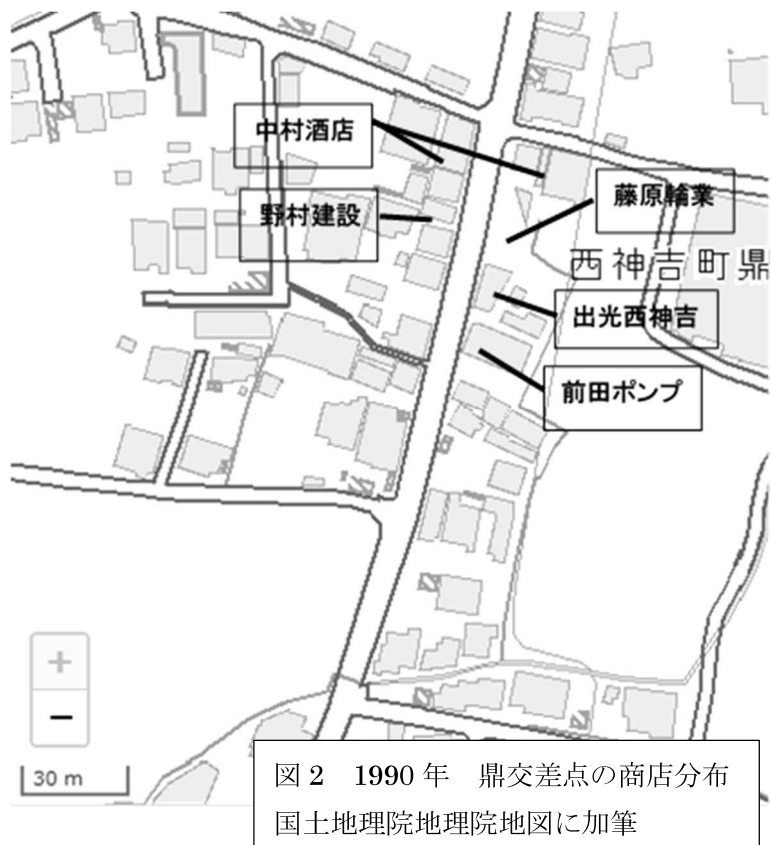 中村酒店
藤原輪業
野村建設
西神吉町鼎
出光西神吉
前田ポンプ
+
−
30 m
図2 1990年 鼎交差点の商店分布
国土地理院地理院地図に加筆